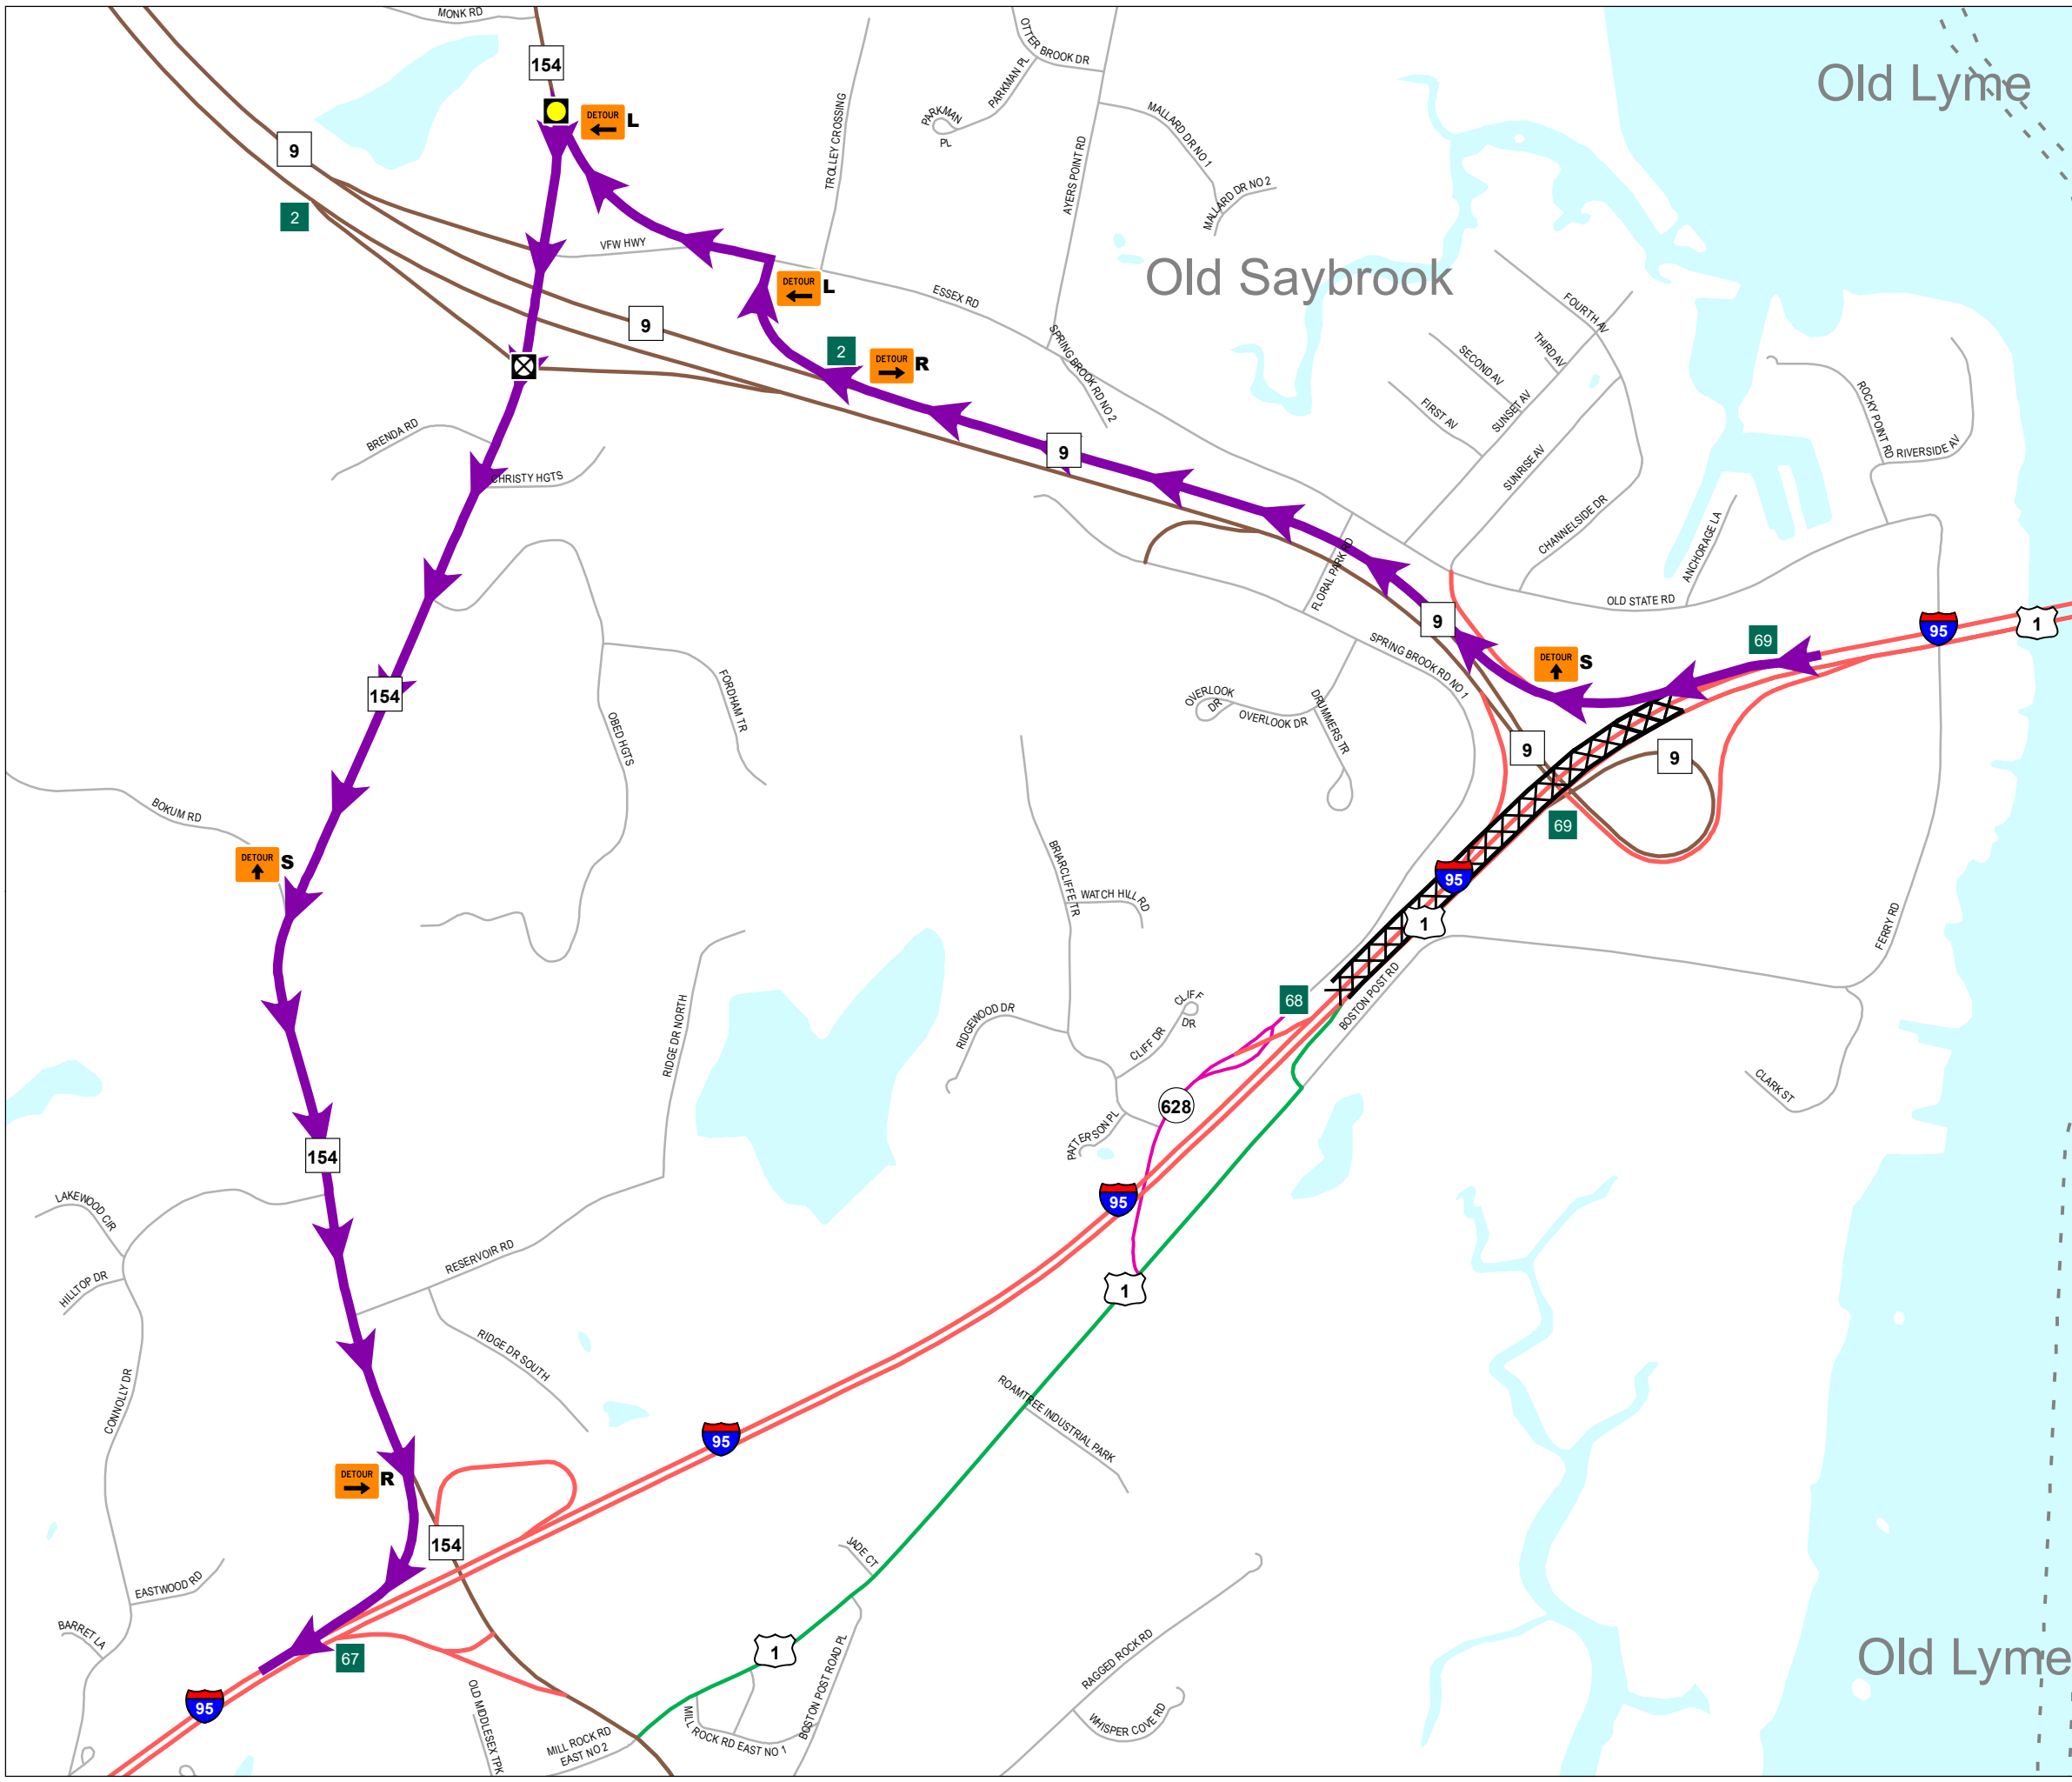 MONK RD
154
DETOUR L
9
2
VFW HWY
TROLLEY CROSSING
OTTER BROOK DR
PARKMAN PL
PARKMAN
PL
AYERS POINT RD
MALLARD DR NO 1
MALLARD DR NO 2
Old Lyme
Old Saybrook
DETOUR L
ESSEX RD
9
2
DETOUR R
SPRING BROOK RD NO 2
FOURTH AV
THIRD AV
SECOND AV
FIRST AV
SUNSET AV
SUNRISE AV
CHANNELSIDE DR
ROCKY POINT RD
RIVERSIDE AV
ANCHORAGE LA
OLD STATE RD
BRENDA RD
CHRISTY HGTS
9
FLORAL PARK RD
9
SPRING BROOK RD NO 1
DETOUR S
69
95
1
154
FORDHAM TR
OBED HGTS
OVERLOOK
DR
OVERLOOK DR
DRUMMERS TR
9
9
69
BOKUM RD
DETOUR S
BRIARCLIFFE TR
WATCH HILL RD
95
1
FERRY RD
BOSTON POST RD
68
RIDGE DR NORTH
RIDGEWOOD DR
CLIFF DR
CLIFF
DR
CLARK ST
628
PATTERSON PL
154
95
LAKEWOOD CIR
HILLTOP DR
RESERVOIR RD
RIDGE DR SOUTH
1
CONNOLLY DR
ROAMTREE INDUSTRIAL PARK
95
DETOUR R
154
JADE CT
EASTWOOD RD
BARRET LA
67
95
1
OLD MIDDLESEX TPK
MILL ROCK RD
EAST NO 2
MILL ROCK RD EAST NO 1
BOSTON POST ROAD PL
RAGGED ROCK RD
WHISPER COVE RD
Old Lyme